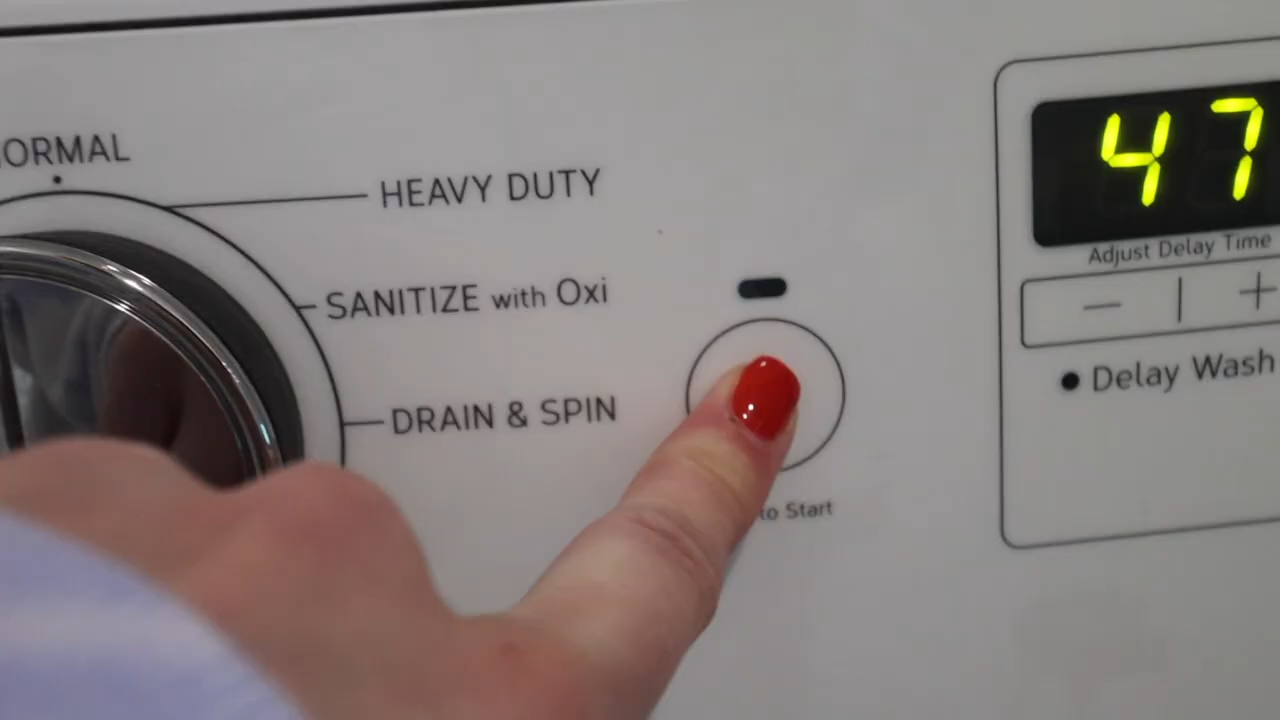 ORMAL
HEAVY DUTY
SANITIZE with Oxi
DRAIN & SPIN
to Start
47
Adjust Delay Time
— | +
Delay Wash